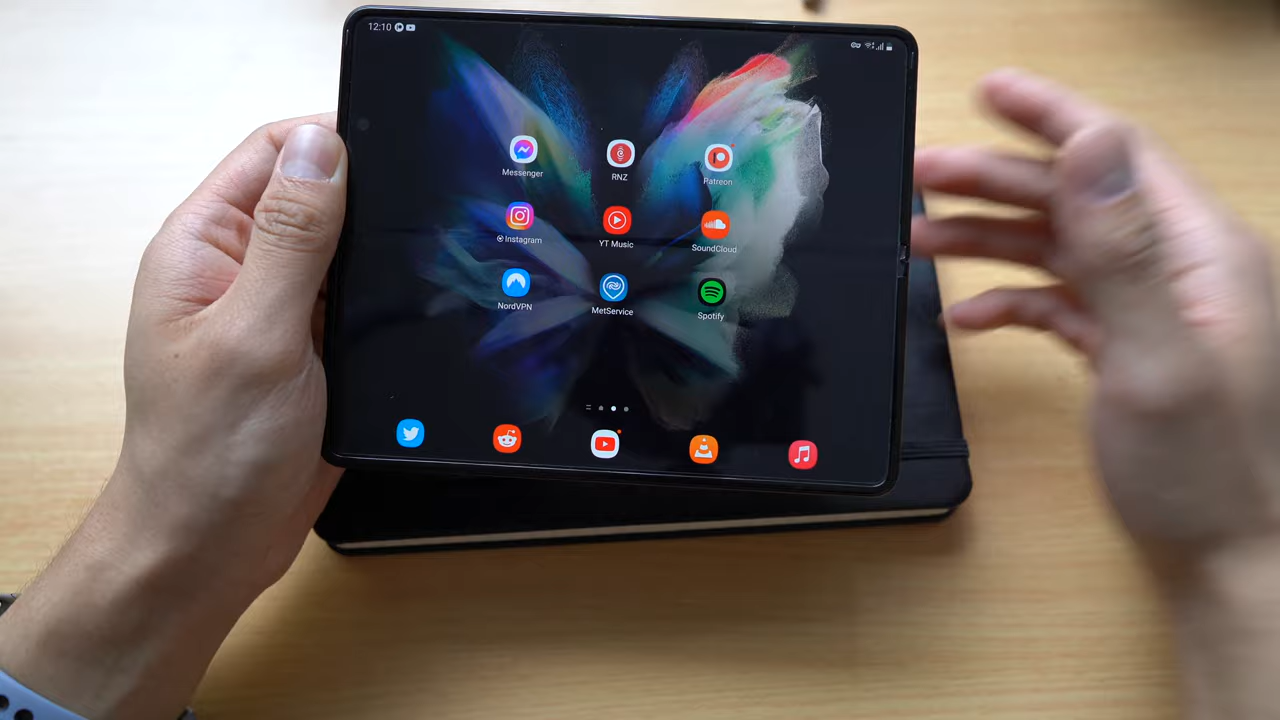 12:10
Messenger
RNZ
Patreon
Instagram
YT Music
SoundCloud
NordVPN
MetService
Spotify